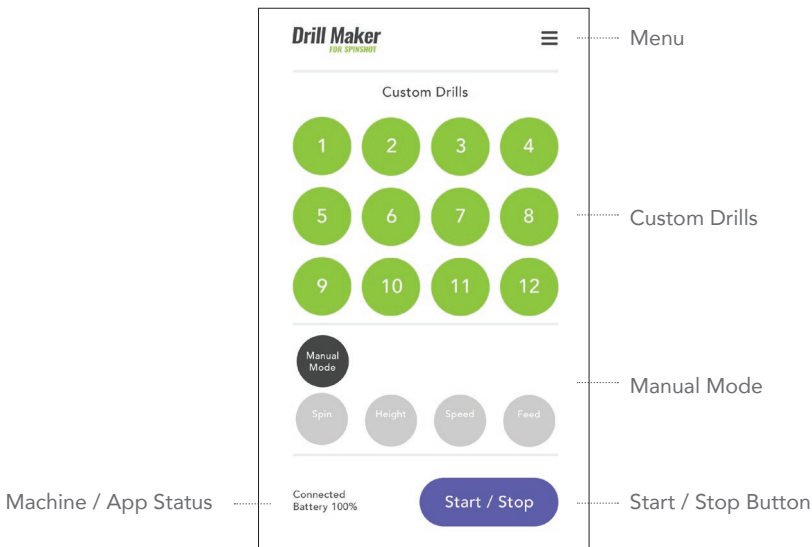 Drill Maker
FOR SPINSHOT
Menu
Custom Drills
1 2 3 4
5 6 7 8
Custom Drills
9 10 11 12
Manual
Mode
Manual Mode
Spin Height Speed Feed
Machine / App Status
Connected
Battery 100%
Start / Stop
Start / Stop Button